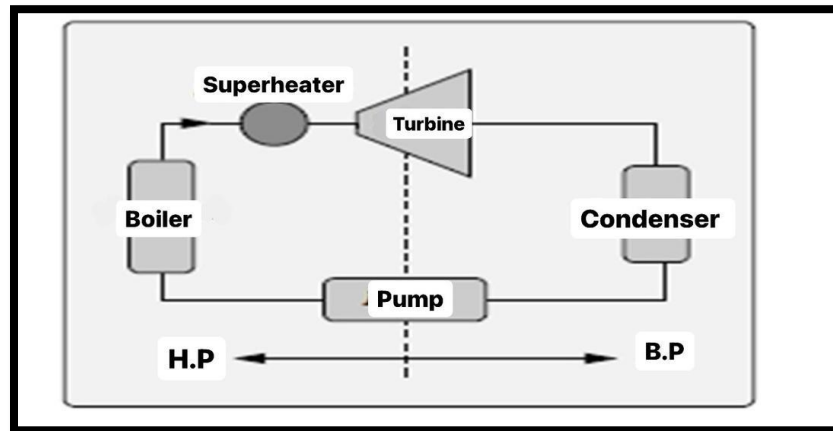 Superheater
Turbine
Boiler
Condenser
Pump
H.P
B.P